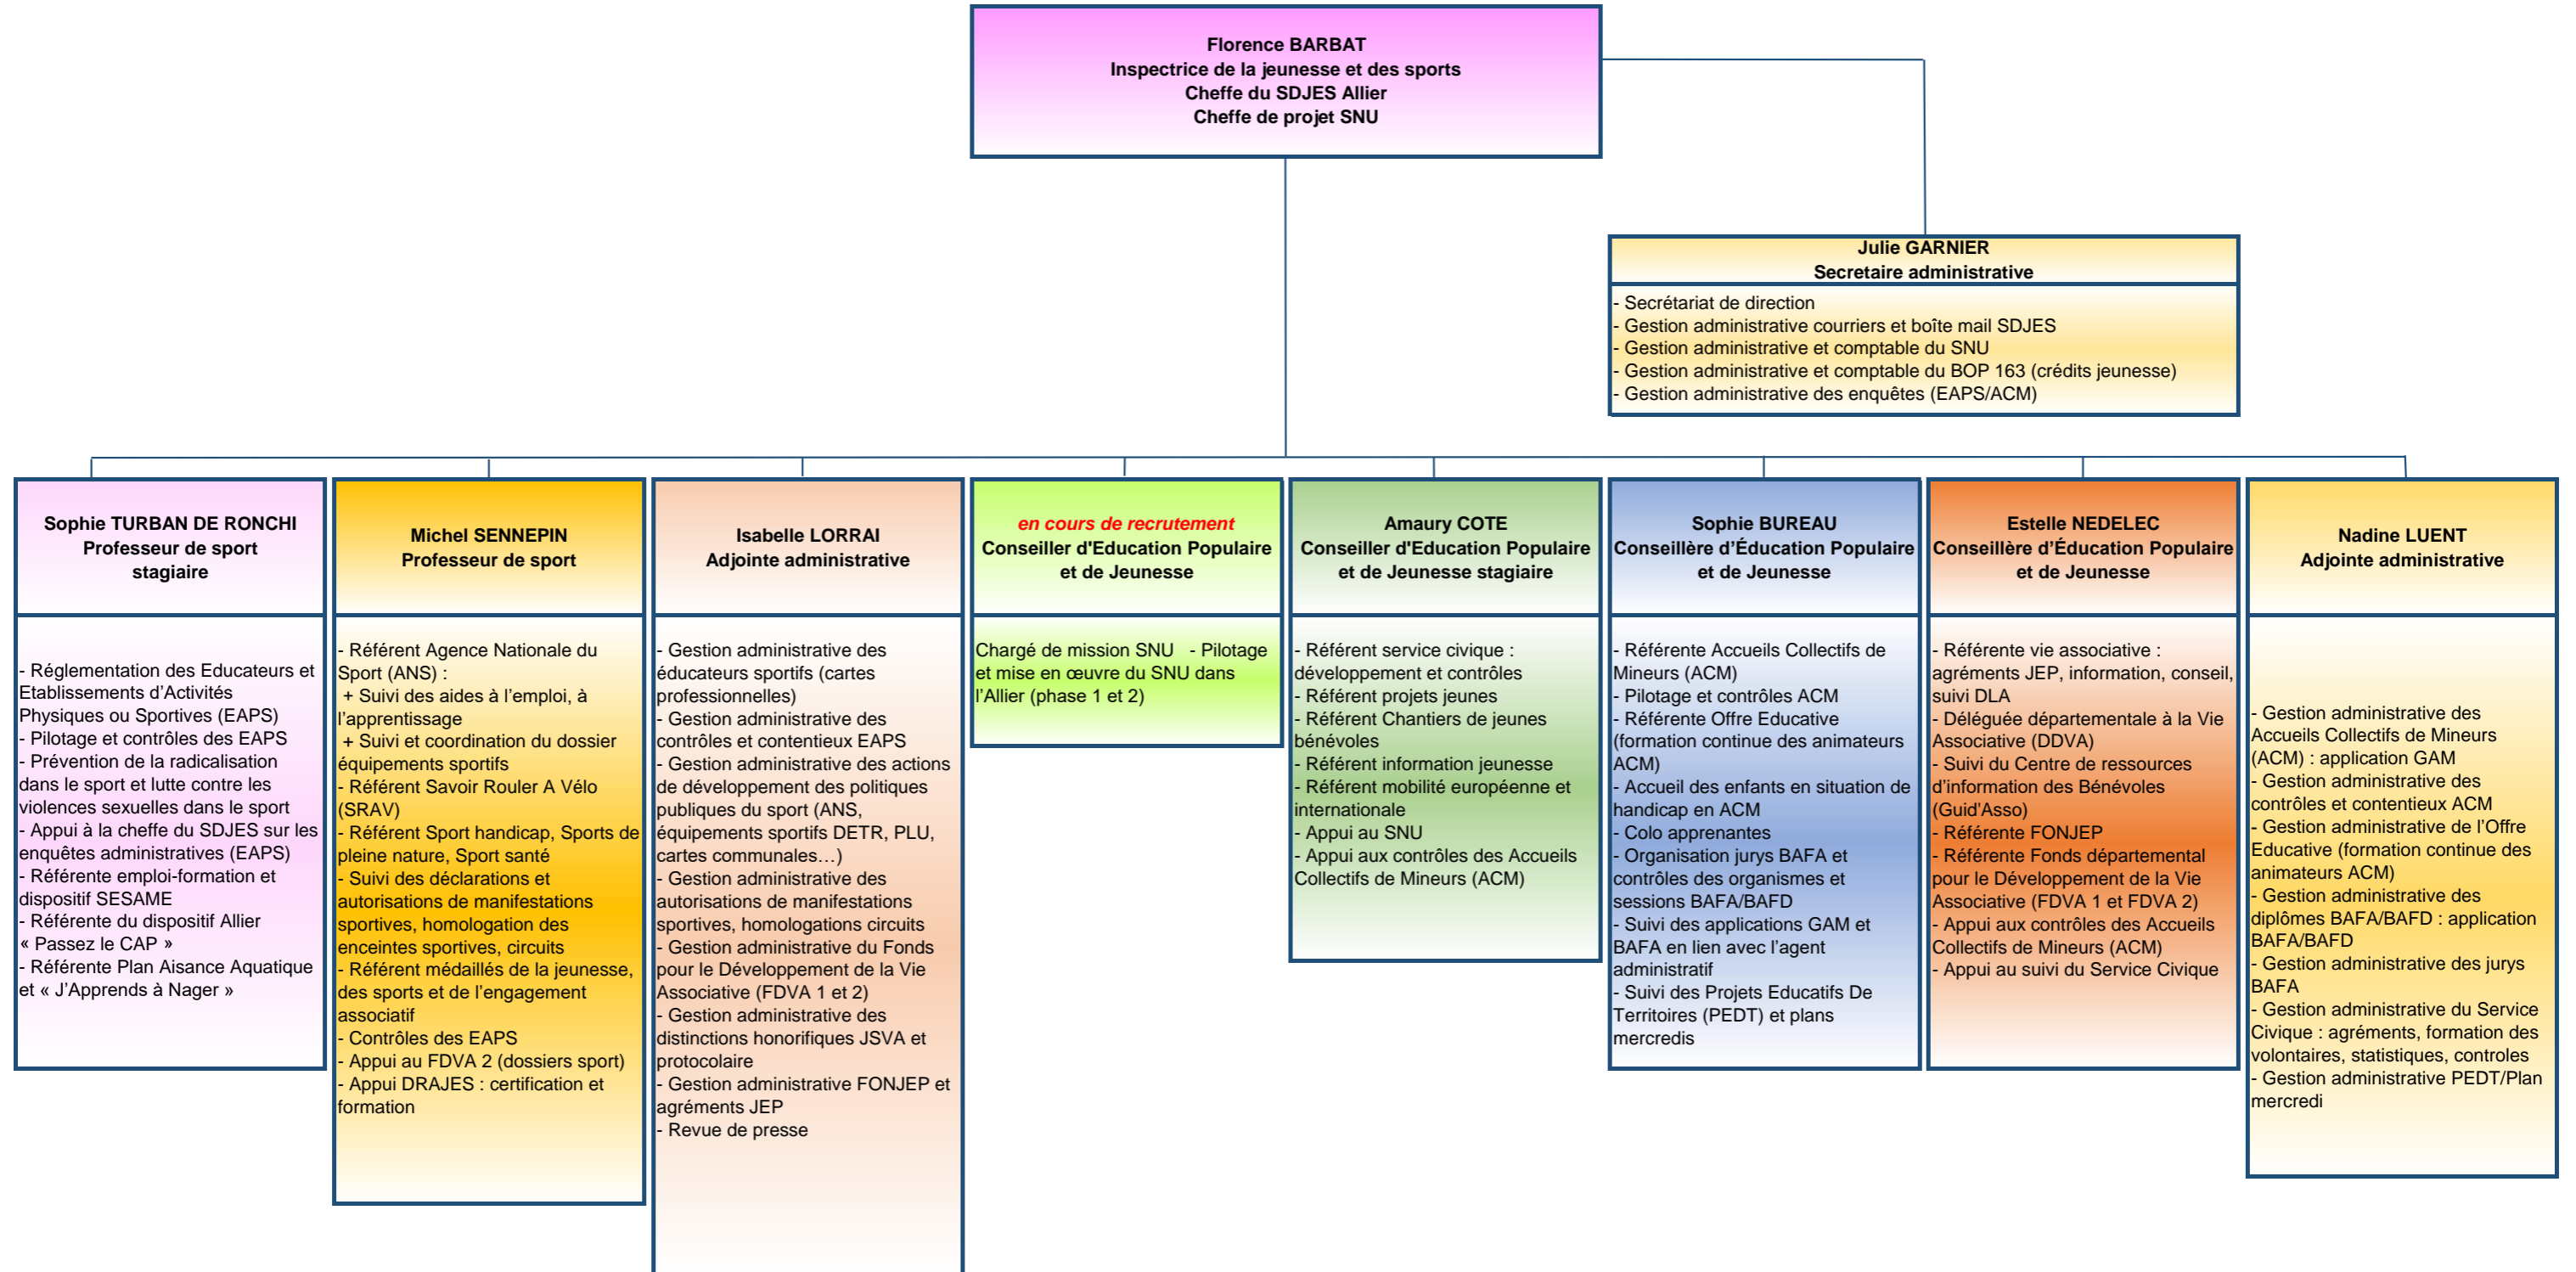 Florence BARBAT
Inspectrice de la jeunesse et des sports
Cheffe du SDJES Allier
Cheffe de projet SNU
Julie GARNIER
Secretaire administrative
- Secrétariat de direction
- Gestion administrative courriers et boîte mail SDJES
- Gestion administrative et comptable du SNU
- Gestion administrative et comptable du BOP 163 (crédits jeunesse)
- Gestion administrative des enquêtes (EAPS/ACM)
Sophie TURBAN DE RONCHI
Professeur de sport
stagiaire
- Réglementation des Educateurs et
Etablissements d’Activités
Physiques ou Sportives (EAPS)
- Pilotage et contrôles des EAPS
- Prévention de la radicalisation
dans le sport et lutte contre les
violences sexuelles dans le sport
- Appui à la cheffe du SDJES sur les
enquêtes administratives (EAPS)
- Référente emploi-formation et
dispositif SESAME
- Référente du dispositif Allier
« Passez le CAP »
- Référente Plan Aisance Aquatique
et « J’Apprends à Nager »
Michel SENNEPIN
Professeur de sport
- Référent Agence Nationale du
Sport (ANS) :
+ Suivi des aides à l’emploi, à
l’apprentissage
+ Suivi et coordination du dossier
équipements sportifs
- Référent Savoir Rouler A Vélo
(SRAV)
- Référent Sport handicap, Sports de
pleine nature, Sport santé
- Suivi des déclarations et
autorisations de manifestations
sportives, homologation des
enceintes sportives, circuits
- Référent médaillés de la jeunesse,
des sports et de l’engagement
associatif
- Contrôles des EAPS
- Appui au FDVA 2 (dossiers sport)
- Appui DRAJES : certification et
formation
Isabelle LORRAI
Adjointe administrative
- Gestion administrative des
éducateurs sportifs (cartes
professionnelles)
- Gestion administrative des
contrôles et contentieux EAPS
- Gestion administrative des actions
de développement des politiques
publiques du sport (ANS,
équipements sportifs DETR, PLU,
cartes communales…)
- Gestion administrative des
autorisations de manifestations
sportives, homologations circuits
- Gestion administrative du Fonds
pour le Développement de la Vie
Associative (FDVA 1 et 2)
- Gestion administrative des
distinctions honorifiques JSVA et
protocolaire
- Gestion administrative FONJEP et
agréments JEP
- Revue de presse
en cours de recrutement
Conseiller d'Education Populaire
et de Jeunesse
Chargé de mission SNU - Pilotage
et mise en œuvre du SNU dans
l’Allier (phase 1 et 2)
Amaury COTE
Conseiller d'Education Populaire
et de Jeunesse stagiaire
- Référent service civique :
développement et contrôles
- Référent projets jeunes
- Référent Chantiers de jeunes
bénévoles
- Référent information jeunesse
- Référent mobilité européenne et
internationale
- Appui au SNU
- Appui aux contrôles des Accueils
Collectifs de Mineurs (ACM)
Sophie BUREAU
Conseillère d’Éducation Populaire
et de Jeunesse
- Référente Accueils Collectifs de
Mineurs (ACM)
- Pilotage et contrôles ACM
- Référente Offre Educative
(formation continue des animateurs
ACM)
- Accueil des enfants en situation de
handicap en ACM
- Colo apprenantes
- Organisation jurys BAFA et
contrôles des organismes et
sessions BAFA/BAFD
- Suivi des applications GAM et
BAFA en lien avec l’agent
administratif
- Suivi des Projets Educatifs De
Territoires (PEDT) et plans
mercredis
Estelle NEDELEC
Conseillère d’Éducation Populaire
et de Jeunesse
- Référente vie associative :
agréments JEP, information, conseil,
suivi DLA
- Déléguée départementale à la Vie
Associative (DDVA)
- Suivi du Centre de ressources
d’information des Bénévoles
(Guid'Asso)
- Référente FONJEP
- Référente Fonds départemental
pour le Développement de la Vie
Associative (FDVA 1 et FDVA 2)
- Appui aux contrôles des Accueils
Collectifs de Mineurs (ACM)
- Appui au suivi du Service Civique
Nadine LUENT
Adjointe administrative
- Gestion administrative des
Accueils Collectifs de Mineurs
(ACM) : application GAM
- Gestion administrative des
contrôles et contentieux ACM
- Gestion administrative de l’Offre
Educative (formation continue des
animateurs ACM)
- Gestion administrative des
diplômes BAFA/BAFD : application
BAFA/BAFD
- Gestion administrative des jurys
BAFA
- Gestion administrative du Service
Civique : agréments, formation des
volontaires, statistiques, controles
- Gestion administrative PEDT/Plan
mercredi